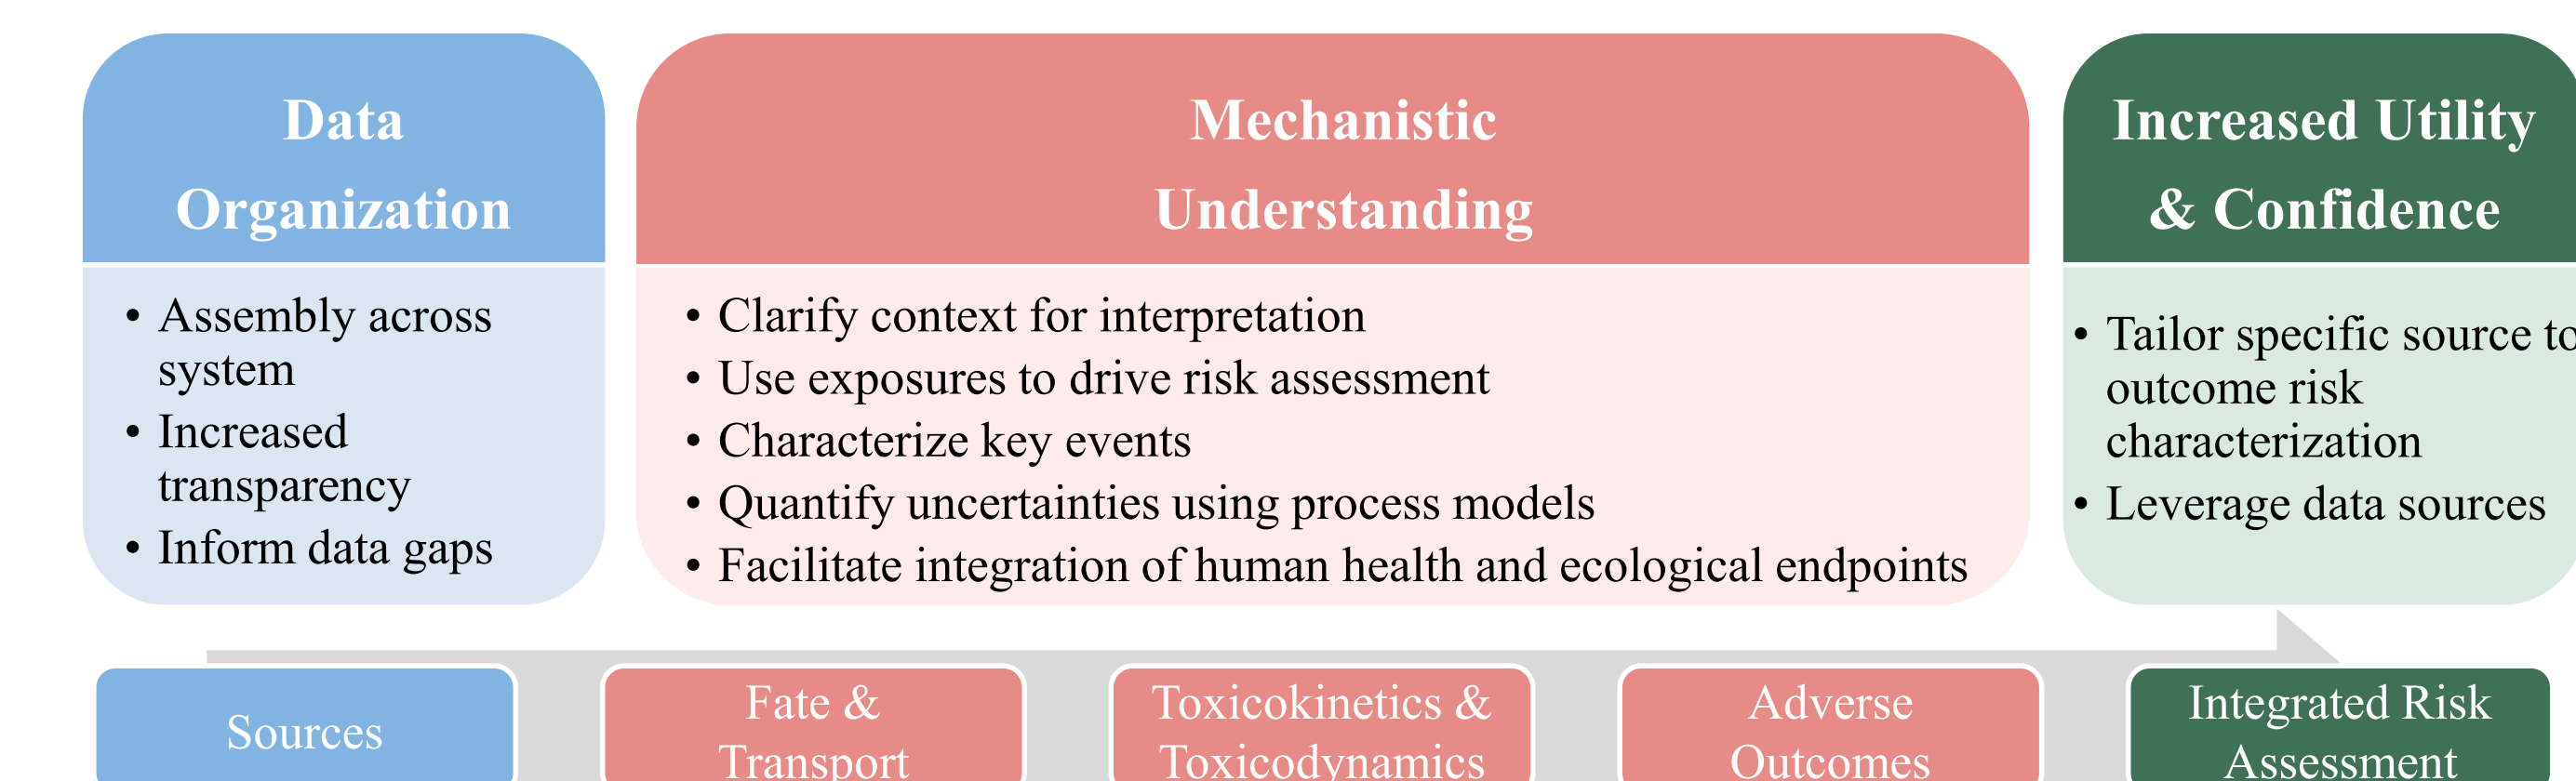 Data
Organization
• Assembly across
system
• Increased
transparency
• Inform data gaps
Mechanistic
Understanding
• Clarify context for interpretation
• Use exposures to drive risk assessment
• Characterize key events
• Quantify uncertainties using process models
• Facilitate integration of human health and ecological endpoints
Increased Utility
& Confidence
• Tailor specific source to
outcome risk
characterization
• Leverage data sources
Sources
Fate &
Transport
Toxicokinetics &
Toxicodynamics
Adverse
Outcomes
Integrated Risk
Assessment